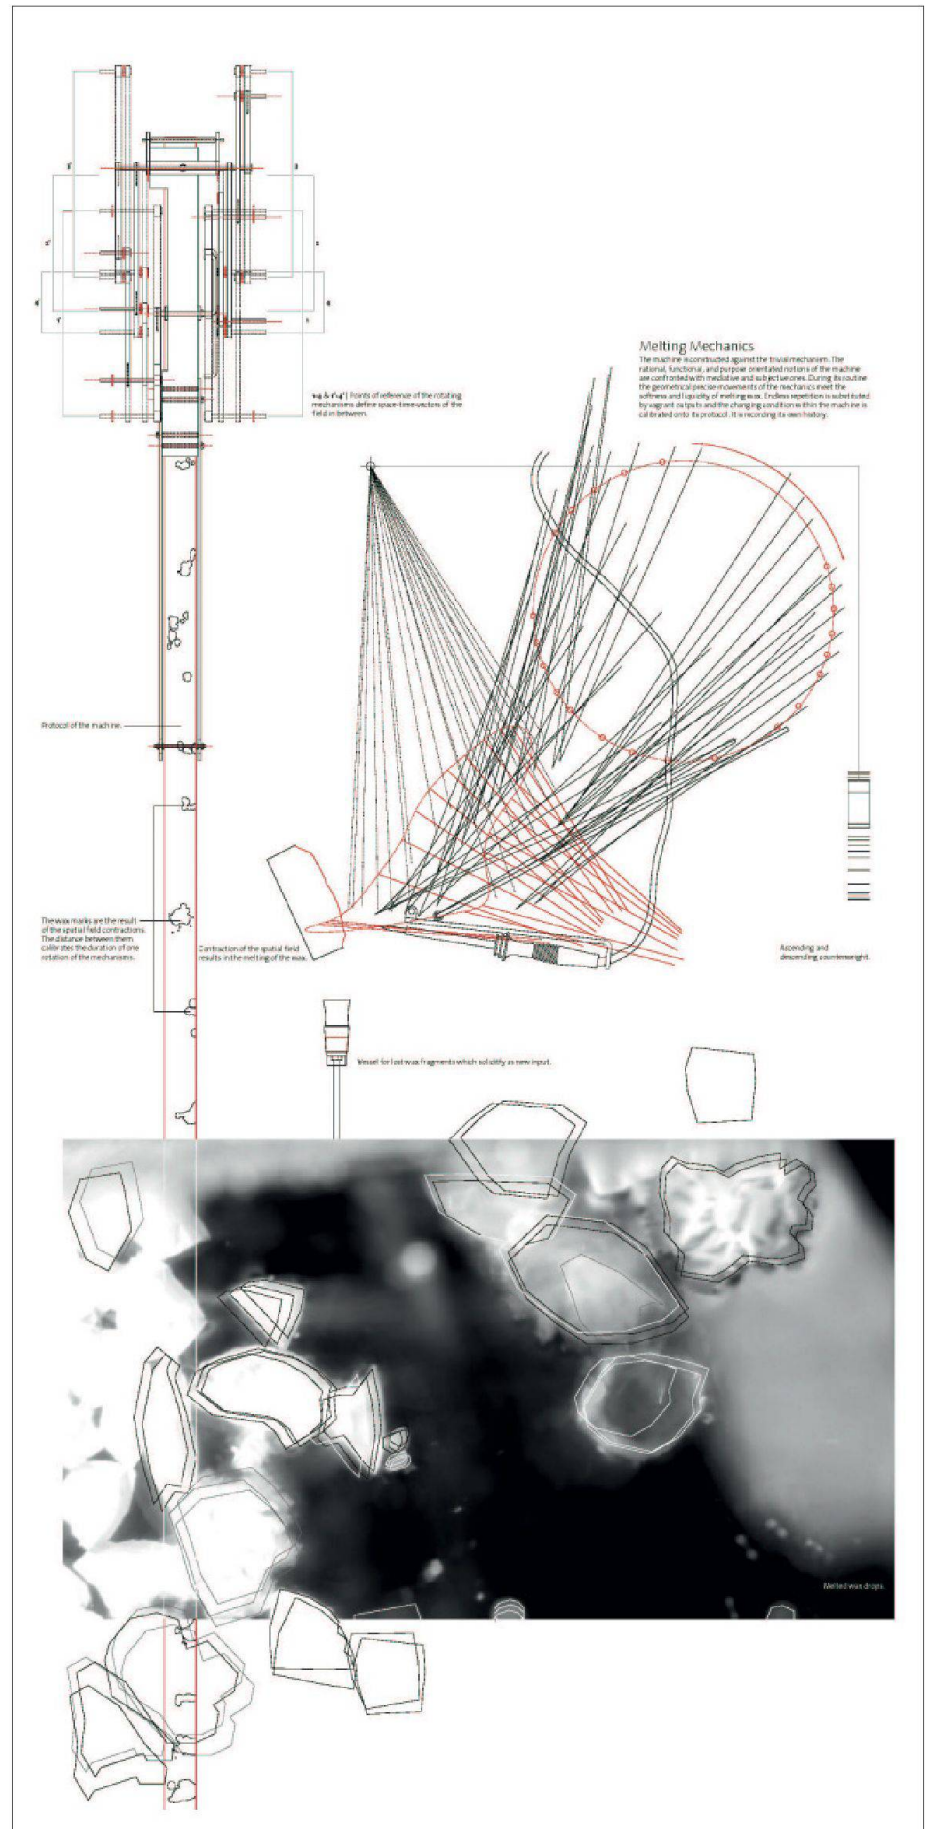 Melting Mechanics
The machine is constructed against the trivial mechanism. The
rational, functional, and purpose orientated notions of the machine
are confronted with mediative and subjective ones. During its routine
the geometrical precise movements of the mechanics meet the
softness and liquidity of melting wax. Endless repetition is substituted
by vagrant outputs and the changing condition within the machine is
calibrated onto its protocol. It is recording its own history.
1-4 & 1'-4' | Points of reference of the rotating
mechanisms define space-time-vectors of the
field in between.
Protocol of the machine.
The wax marks are the result
of the spatial field contractions.
The distance between them
calibrates the duration of one
rotation of the mechanisms.
Contraction of the spatial field
results in the melting of the wax.
Ascending and
descending counterweight.
Vessel for lost wax fragments which solidify as new input.
Melted wax drops.